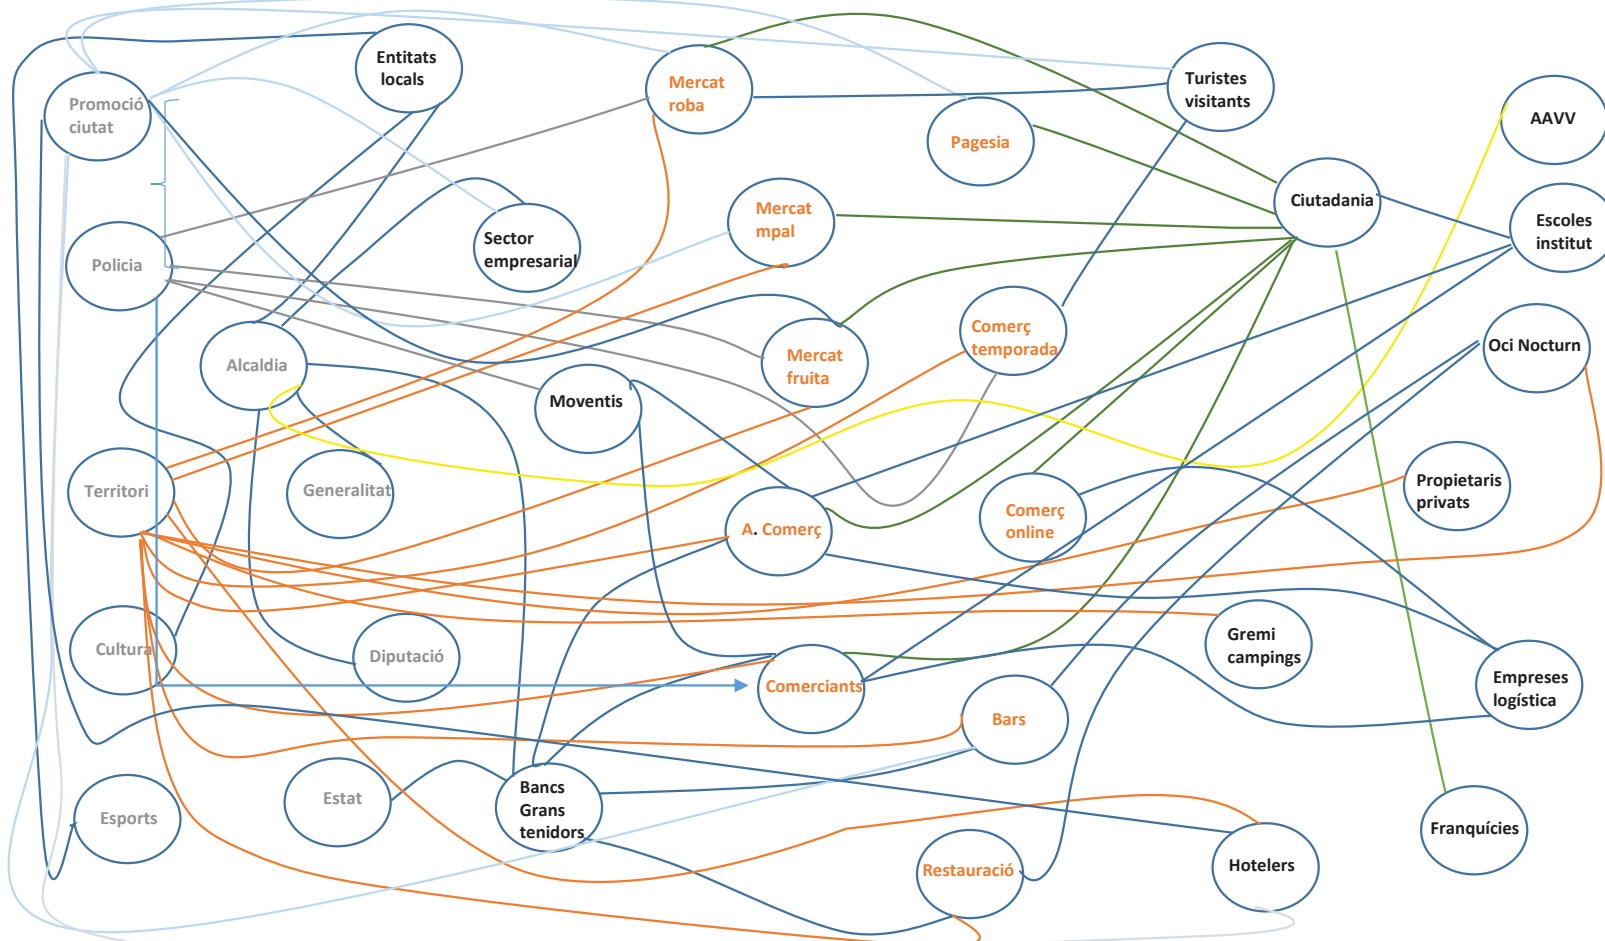 Entitats
locals
Promoció
ciutat
Mercat
roba
Turistes
visitants
Pagesia
AAVV
Ciutadania
Escoles
institut
Mercat
mpal
Sector
empresarial
Policia
Comerç
temporada
Oci Nocturn
Alcaldia
Mercat
fruita
Moventis
Territori
Generalitat
Propietaris
privats
A. Comerç
Comerç
online
Cultura
Diputació
Gremi
campings
Comerciants
Empreses
logística
Bars
Esports
Estat
Bancs
Grans
tenidors
Franquícies
Restauració
Hotelers